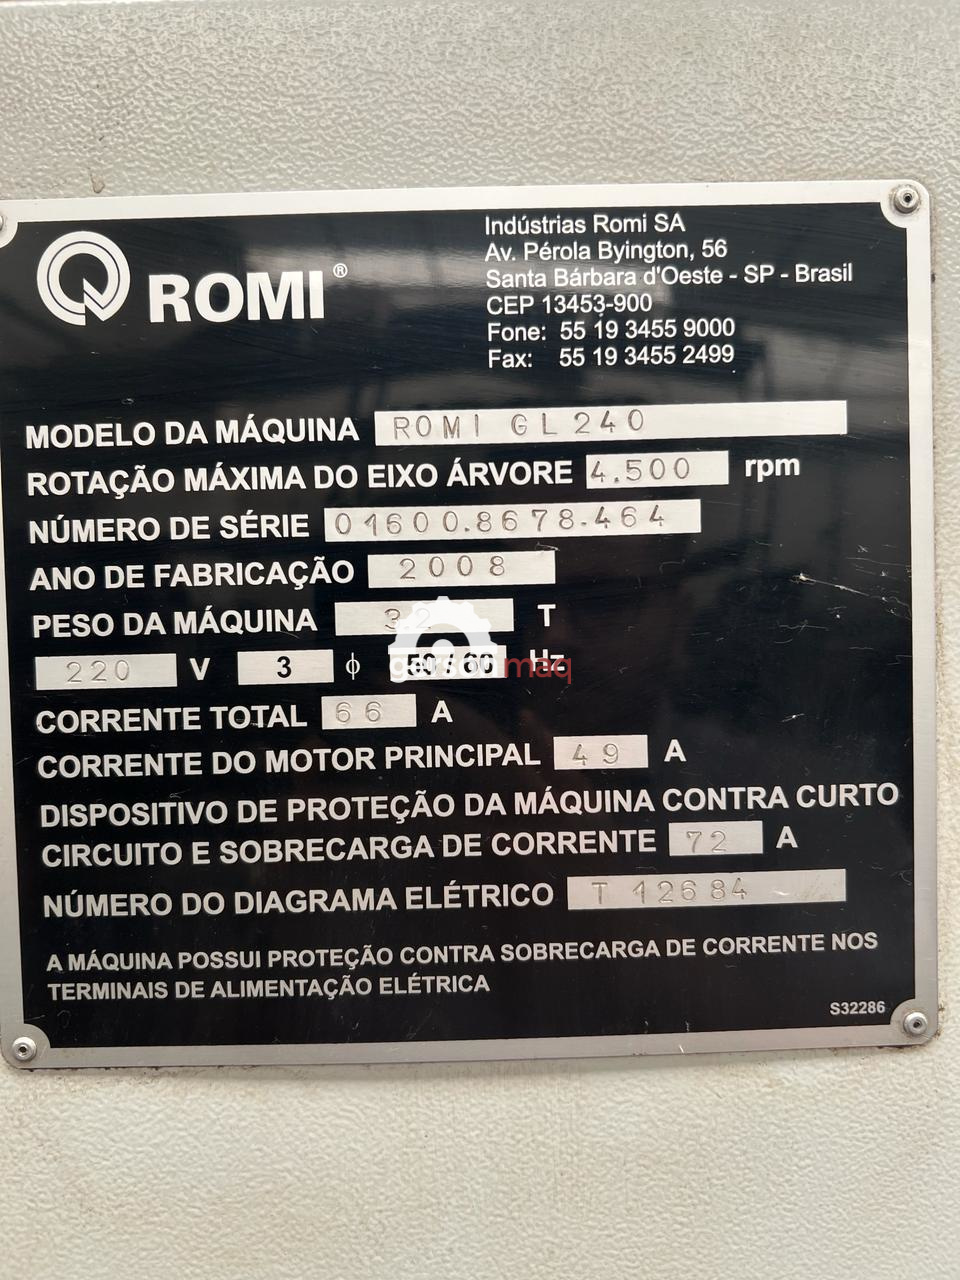 ROMI®
Indústrias Romi SA
Av. Pérola Byington, 56
Santa Bárbara d'Oeste - SP - Brasil
CEP 13453-900
Fone: 55 19 3455 9000
Fax: 55 19 3455 2499
MODELO DA MÁQUINA ROMI GL240
ROTAÇÃO MÁXIMA DO EIXO ÁRVORE 4.500 rpm
NÚMERO DE SÉRIE 01600.8678.464
ANO DE FABRICAÇÃO 2008
PESO DA MÁQUINA T
220 V 3 ϕ 50 / 60 Hz
gersonmaq
CORRENTE TOTAL 66 A
CORRENTE DO MOTOR PRINCIPAL 49 A
DISPOSITIVO DE PROTEÇÃO DA MÁQUINA CONTRA CURTO
CIRCUITO E SOBRECARGA DE CORRENTE 72 A
NÚMERO DO DIAGRAMA ELÉTRICO T 12684
A MÁQUINA POSSUI PROTEÇÃO CONTRA SOBRECARGA DE CORRENTE NOS
TERMINAIS DE ALIMENTAÇÃO ELÉTRICA
S32286